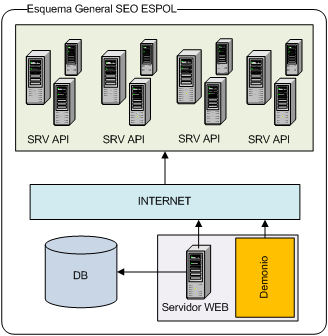 Esquema General SEO ESPOL
SRV API
SRV API
SRV API
SRV API
INTERNET
DB
Servidor WEB
Demonio